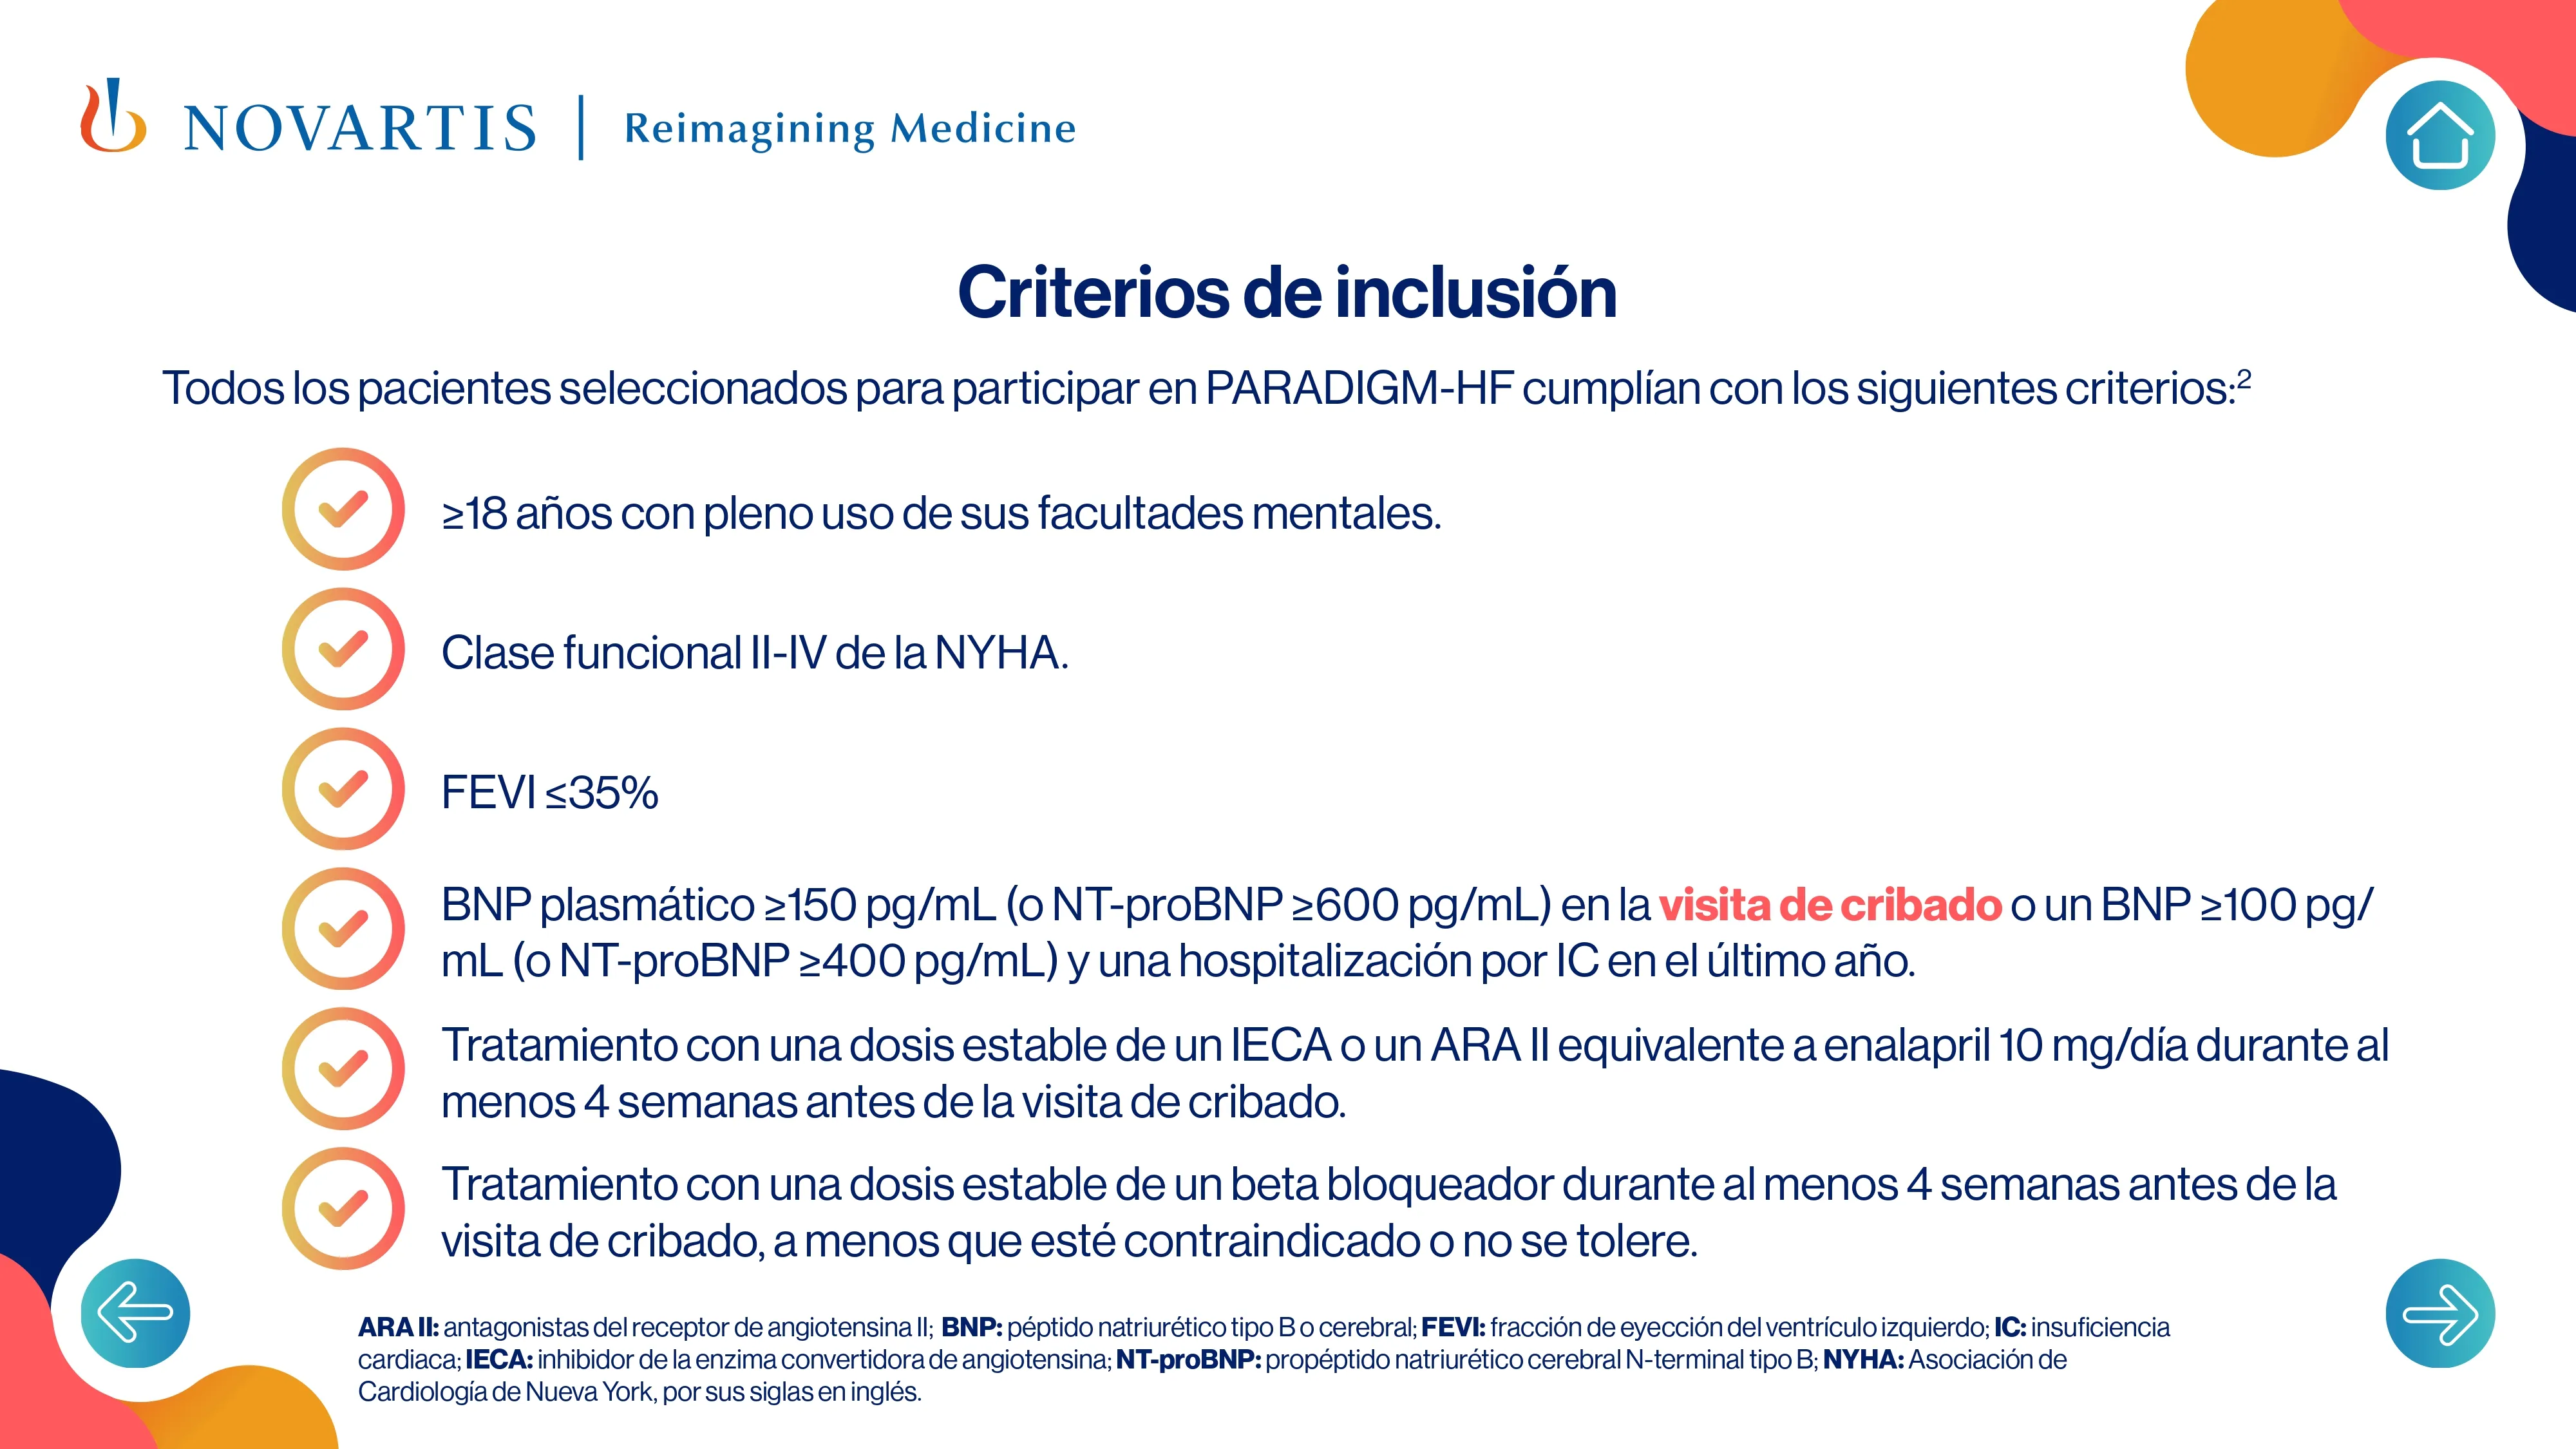 NOVARTIS | Reimagining Medicine
Criterios de inclusión
Todos los pacientes seleccionados para participar en PARADIGM-HF cumplían con los siguientes criterios:²
≥18 años con pleno uso de sus facultades mentales.
Clase funcional II-IV de la NYHA.
FEVI ≤35%
BNP plasmático ≥150 pg/mL (o NT-proBNP ≥600 pg/mL) en la visita de cribado o un BNP ≥100 pg/
mL (o NT-proBNP ≥400 pg/mL) y una hospitalización por IC en el último año.
Tratamiento con una dosis estable de un IECA o un ARA II equivalente a enalapril 10 mg/día durante al
menos 4 semanas antes de la visita de cribado.
Tratamiento con una dosis estable de un beta bloqueador durante al menos 4 semanas antes de la
visita de cribado, a menos que esté contraindicado o no se tolere.
ARA II: antagonistas del receptor de angiotensina II; BNP: péptido natriurético tipo B o cerebral; FEVI: fracción de eyección del ventrículo izquierdo; IC: insuficiencia
cardiaca; IECA: inhibidor de la enzima convertidora de angiotensina; NT-proBNP: propéptido natriurético cerebral N-terminal tipo B; NYHA: Asociación de
Cardiología de Nueva York, por sus siglas en inglés.